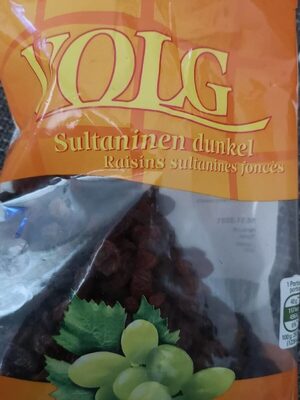 VOLG
Sultaninen dunkel
Raisins sultanines foncés